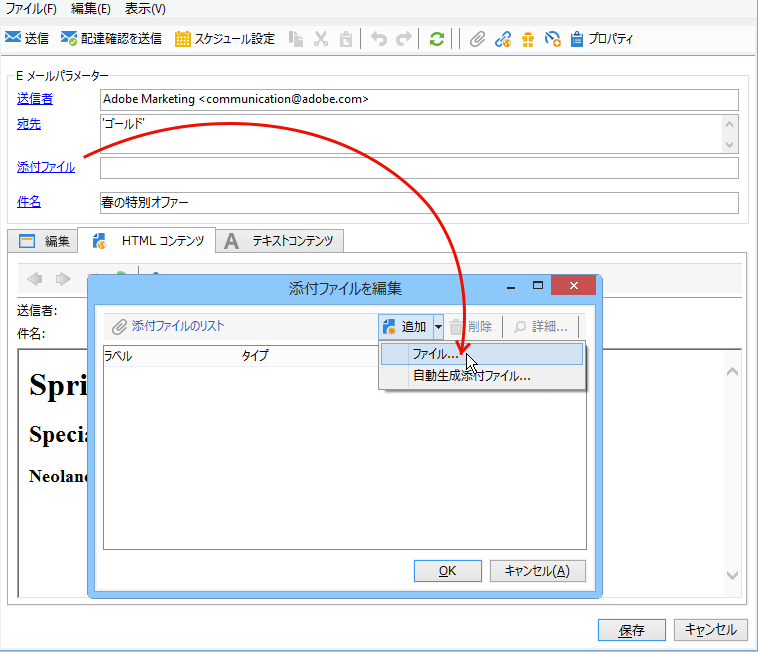 ファイル(F) 編集(E) 表示(V)
送信 配達確認を送信 スケジュール設定 プロパティ
E メールパラメーター
送信者 Adobe Marketing <communication@adobe.com>
宛先 'ゴールド'
添付ファイル
件名 春の特別オファー
編集 HTML コンテンツ A テキストコンテンツ
添付ファイルを編集
送信者:
添付ファイルのリスト 追加 削除 詳細...
件名:
ラベル タイプ
ファイル...
自動生成添付ファイル...
Spri
Specia
Neoland
OK キャンセル(A)
保存 キャンセル